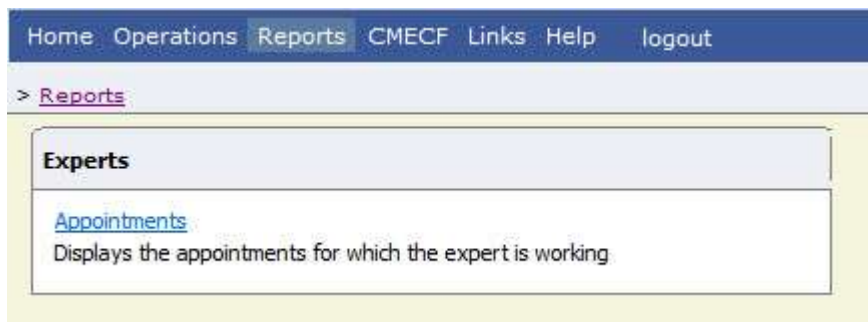 Home Operations Reports CMECF Links Help logout
> Reports
Experts
Appointments
Displays the appointments for which the expert is working